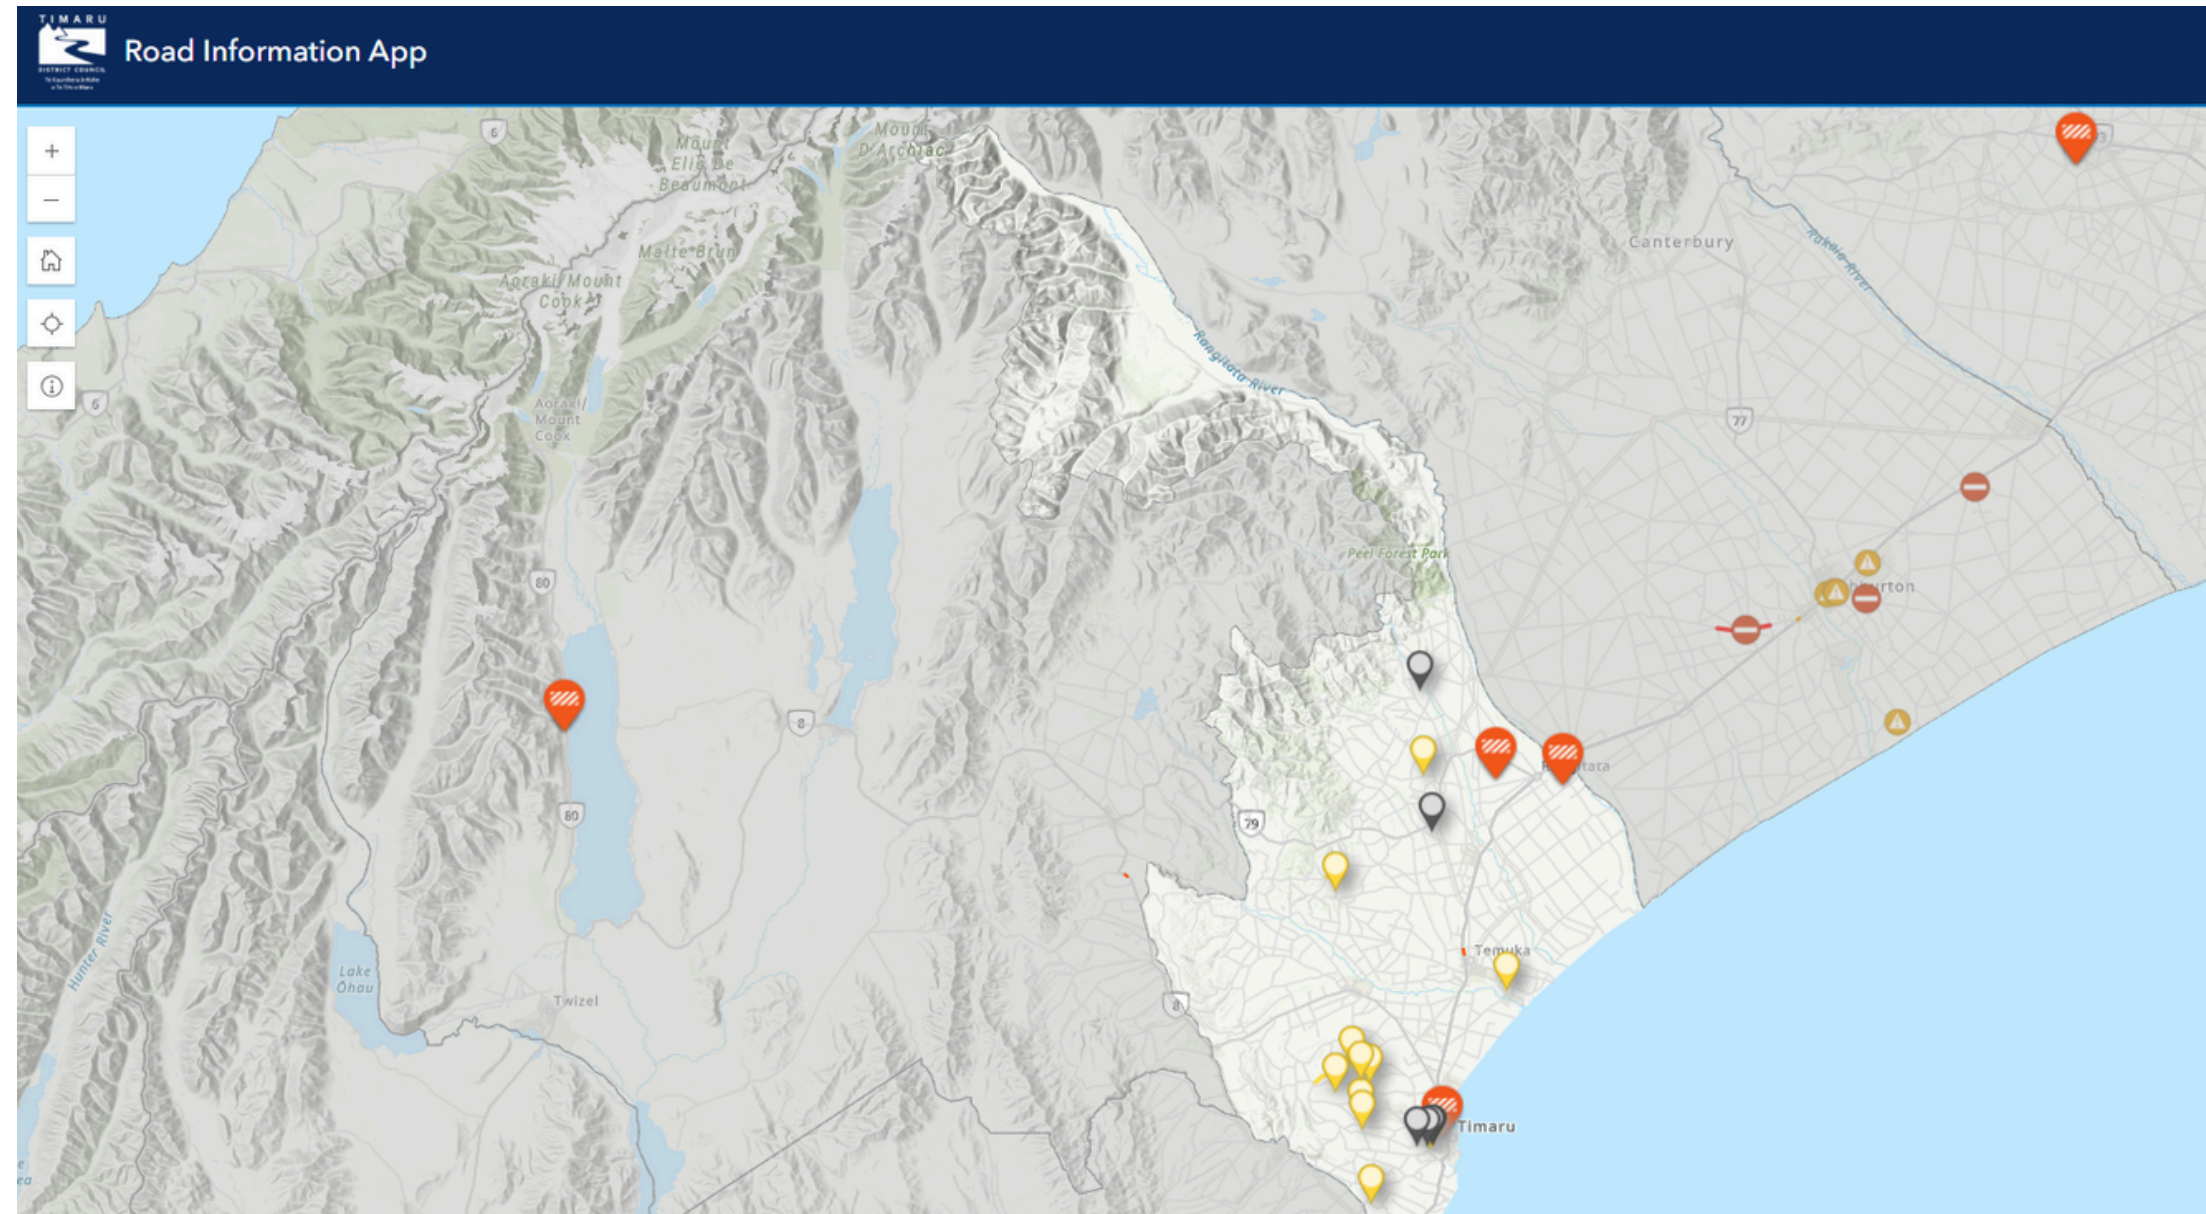 TIMARU
DISTRICT COUNCIL
Road Information App
6
Mount
D'Archiac
Mount
Elie De
Beaumont
Malte Brun
Aoraki/Mount
Cook
Canterbury
Rakaia River
Rangitata River
6
Aoraki/
Mount
Cook
77
Peel Forest Park
80
8
80
79
Temuka
Hunter River
Lake
Ōhau
Twizel
8
Timaru